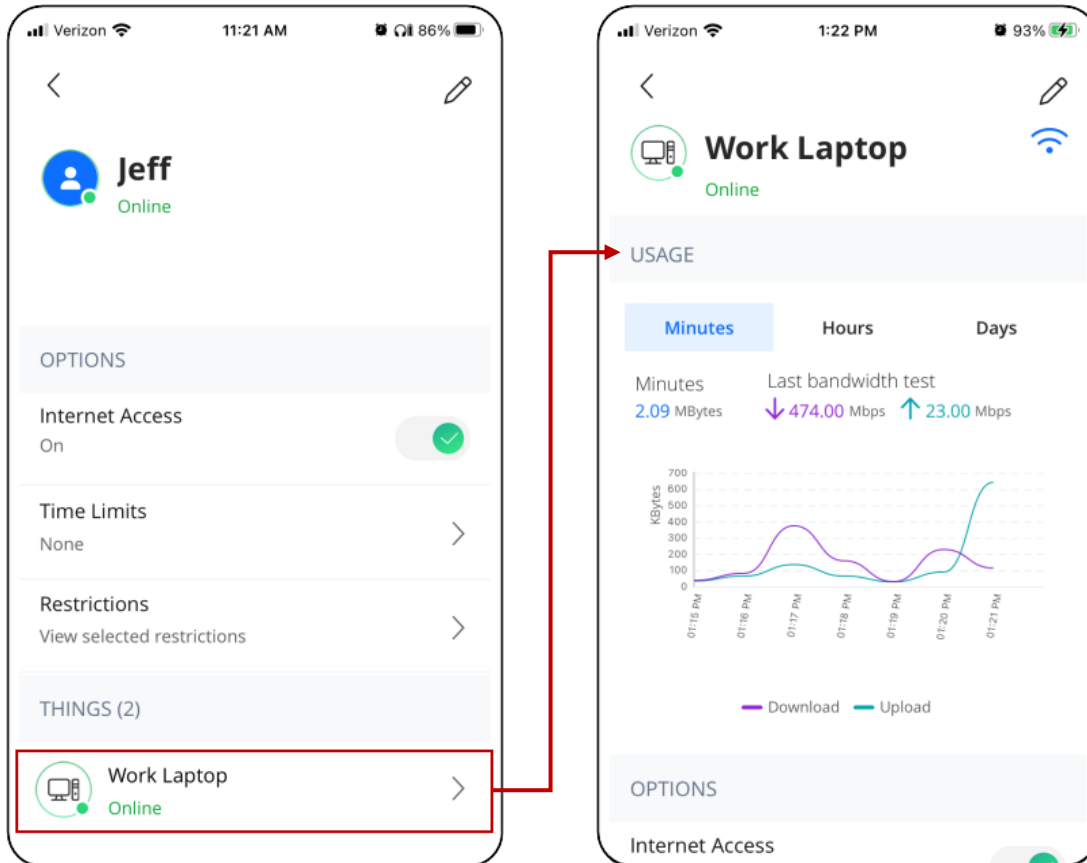 Verizon 11:21 AM 86%
Jeff
Online
OPTIONS
Internet Access
On
Time Limits
None
Restrictions
View selected restrictions
THINGS (2)
Work Laptop
Online
Verizon 1:22 PM 93%
Work Laptop
Online
USAGE
Minutes Hours Days
Minutes Last bandwidth test
2.09 MBytes 474.00 Mbps 23.00 Mbps
KBytes
700
600
500
400
300
200
100
0
01:15 PM 01:16 PM 01:17 PM 01:18 PM 01:19 PM 01:20 PM 01:21 PM
Download Upload
OPTIONS
Internet Access